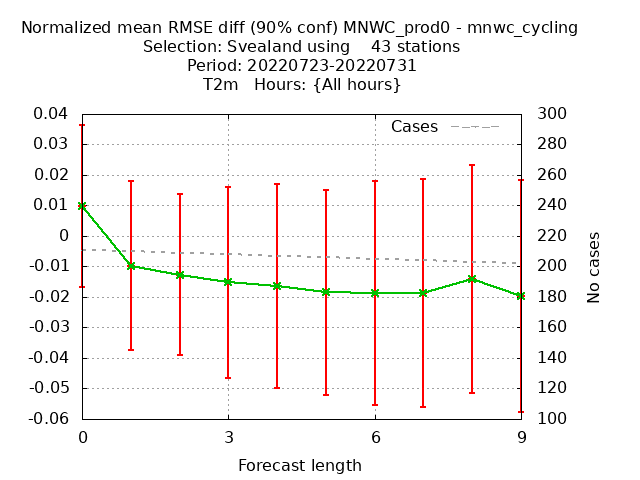 Normalized mean RMSE diff (90% conf) MNWC_prod0 - mnwc_cycling
Selection: Svealand using    43 stations
Period: 20220723-20220731
T2m   Hours: {All hours}
Cases
0.04 300
0.03 280
0.02 260
0.01 240
0 220
-0.01 200
-0.02 180
-0.03 160
-0.04 140
-0.05 120
-0.06 100
No cases
0 3 6 9
Forecast length